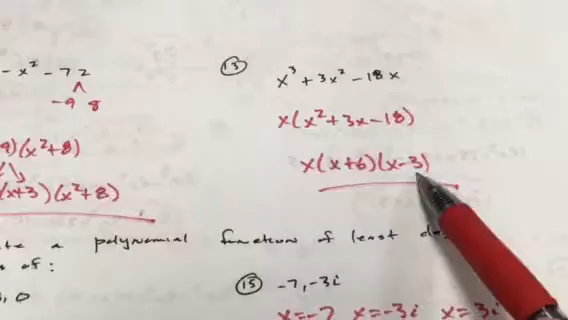 - x² - 72
-9 8
9)(x²+8)
(x+3)(x²+8)
⑬ x³ + 3x² - 18x
x(x²+3x-18)
x(x+6)(x-3)
a polynomial function of least
of:
, 0
⑮ -7, -3i
x=-7 x=-3i x=3i